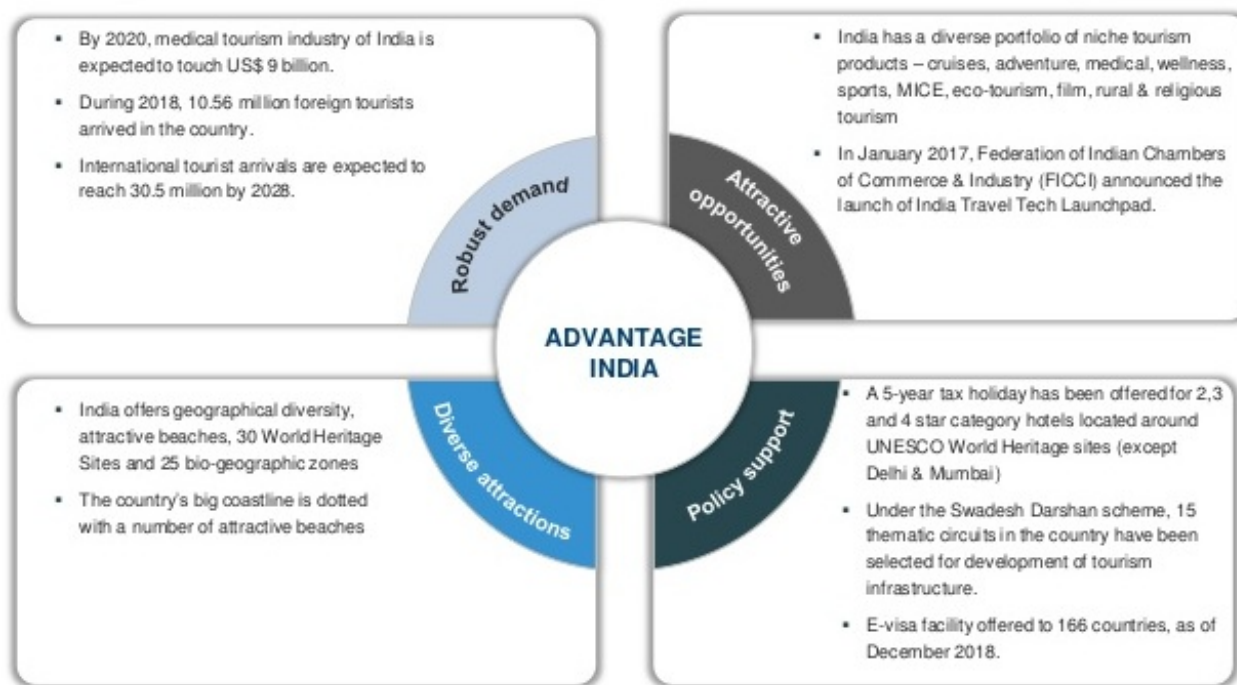 ▪ By 2020, medical tourism industry of India is
expected to touch US$ 9 billion.
▪ During 2018, 10.56 million foreign tourists
arrived in the country.
▪ International tourist arrivals are expected to
reach 30.5 million by 2028.
Robust demand
▪ India has a diverse portfolio of niche tourism
products – cruises, adventure, medical, wellness,
sports, MICE, eco-tourism, film, rural & religious
tourism
▪ In January 2017, Federation of Indian Chambers
of Commerce & Industry (FICCI) announced the
launch of India Travel Tech Launchpad.
Attractive
opportunities
ADVANTAGE
INDIA
▪ India offers geographical diversity,
attractive beaches, 30 World Heritage
Sites and 25 bio-geographic zones
▪ The country's big coastline is dotted
with a number of attractive beaches
Diverse attractions
▪ A 5-year tax holiday has been offered for 2,3
and 4 star category hotels located around
UNESCO World Heritage sites (except
Delhi & Mumbai)
▪ Under the Swadesh Darshan scheme, 15
thematic circuits in the country have been
selected for development of tourism
infrastructure.
▪ E-visa facility offered to 166 countries, as of
December 2018.
Policy support